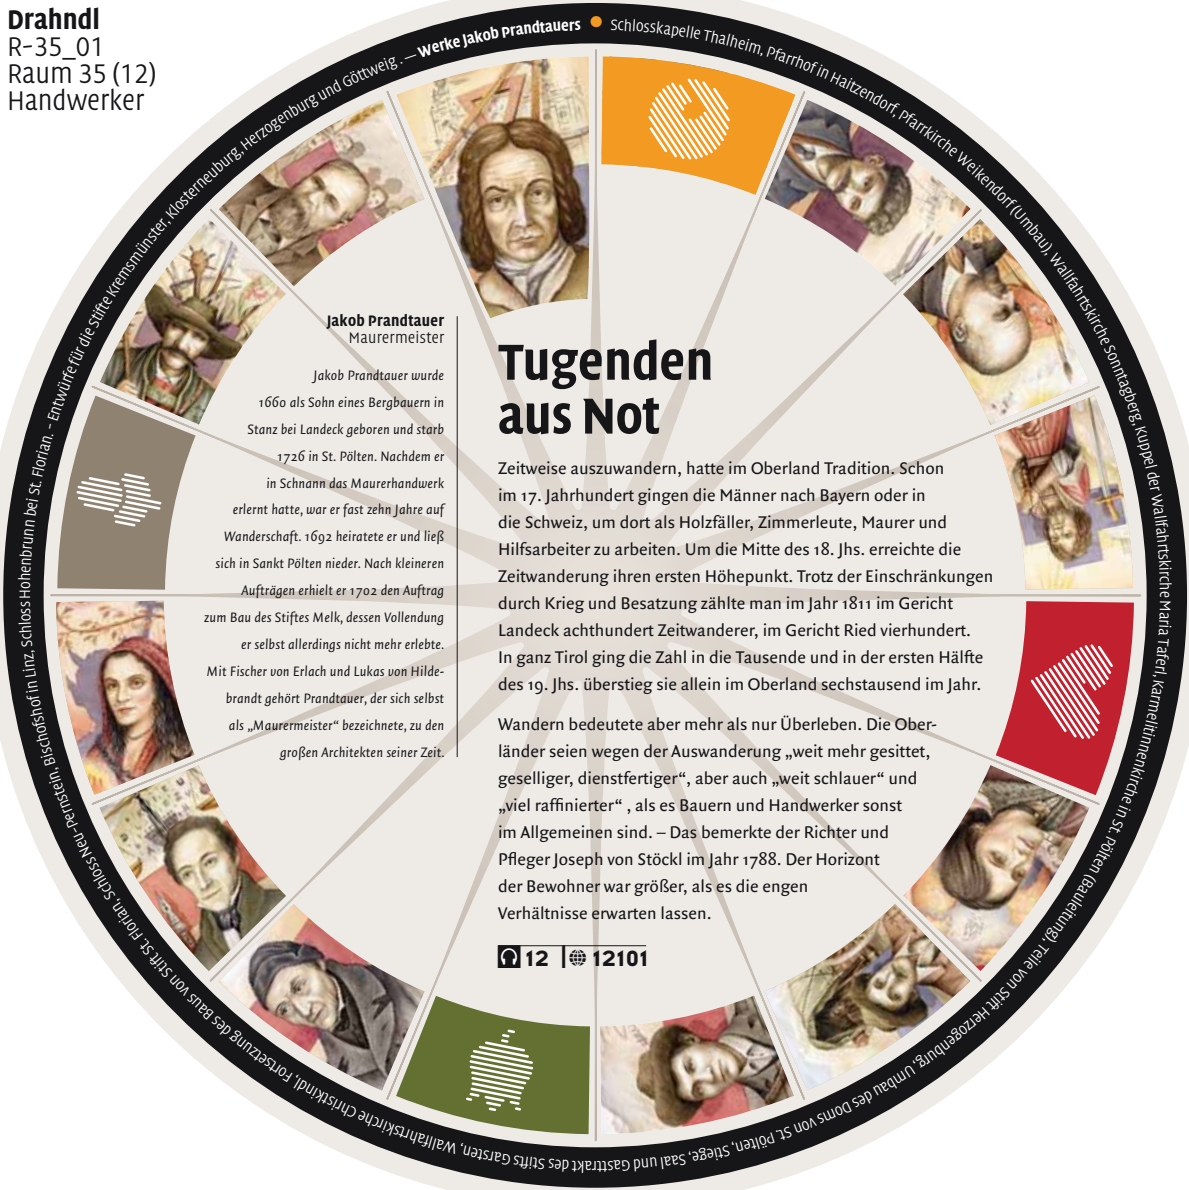 Drahndl
R-35_01
Raum 35 (12)
Handwerker
Werke Jakob Prandtauers • Schlosskapelle Thalheim, Pfarrhof in Haitzendorf, Pfarrkirche Weikendorf (Umbau), Wallfahrtskirche Sonntagberg, Kuppel der Wallfahrtskirche Maria Taferl, Karmelitinnenkirche in St. Pölten (Bauleitung), Teile von Stift Herzogenburg, Umbau des Doms von St. Pölten, Stiege, Saal und Gasttrakt des Stifts Garsten, Wallfahrtskirche Christkindl, Fortsetzung des Baus von Stift St. Florian, Schloss Neu-Pernstein, Bischofshof in Linz, Schloss Hohenbrunn bei St. Florian. – Entwürfe für die Stifte Kremsmünster, Klosterneuburg, Herzogenburg und Göttweig . —
Jakob Prandtauer
Maurermeister
Jakob Prandtauer wurde
1660 als Sohn eines Bergbauern in
Stanz bei Landeck geboren und starb
1726 in St. Pölten. Nachdem er
in Schnann das Maurerhandwerk
erlernt hatte, war er fast zehn Jahre auf
Wanderschaft. 1692 heiratete er und ließ
sich in Sankt Pölten nieder. Nach kleineren
Aufträgen erhielt er 1702 den Auftrag
zum Bau des Stiftes Melk, dessen Vollendung
er selbst allerdings nicht mehr erlebte.
Mit Fischer von Erlach und Lukas von Hilde-
brandt gehört Prandtauer, der sich selbst
als „Maurermeister“ bezeichnete, zu den
großen Architekten seiner Zeit.
Tugenden
aus Not
Zeitweise auszuwandern, hatte im Oberland Tradition. Schon
im 17. Jahrhundert gingen die Männer nach Bayern oder in
die Schweiz, um dort als Holzfäller, Zimmerleute, Maurer und
Hilfsarbeiter zu arbeiten. Um die Mitte des 18. Jhs. erreichte die
Zeitwanderung ihren ersten Höhepunkt. Trotz der Einschränkungen
durch Krieg und Besatzung zählte man im Jahr 1811 im Gericht
Landeck achthundert Zeitwanderer, im Gericht Ried vierhundert.
In ganz Tirol ging die Zahl in die Tausende und in der ersten Hälfte
des 19. Jhs. überstieg sie allein im Oberland sechstausend im Jahr.
Wandern bedeutete aber mehr als nur Überleben. Die Ober-
länder seien wegen der Auswanderung „weit mehr gesittet,
geselliger, dienstfertiger“, aber auch „weit schlauer“ und
„viel raffinierter“ , als es Bauern und Handwerker sonst
im Allgemeinen sind. – Das bemerkte der Richter und
Pfleger Joseph von Stöckl im Jahr 1788. Der Horizont
der Bewohner war größer, als es die engen
Verhältnisse erwarten lassen.
12 | 12101